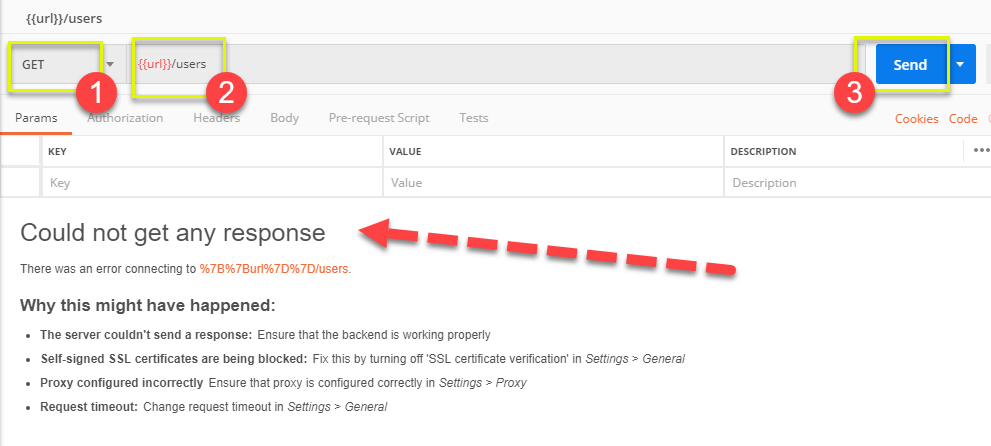 {{url}}/users
GET {{url}}/users Send
1 2 3
Params Authorization Headers Body Pre-request Script Tests Cookies Code
KEY VALUE DESCRIPTION •••
Key Value Description
Could not get any response
There was an error connecting to %7B%7Burl%7D%7D/users.
Why this might have happened:
• The server couldn't send a response: Ensure that the backend is working properly
• Self-signed SSL certificates are being blocked: Fix this by turning off 'SSL certificate verification' in Settings > General
• Proxy configured incorrectly Ensure that proxy is configured correctly in Settings > Proxy
• Request timeout: Change request timeout in Settings > General